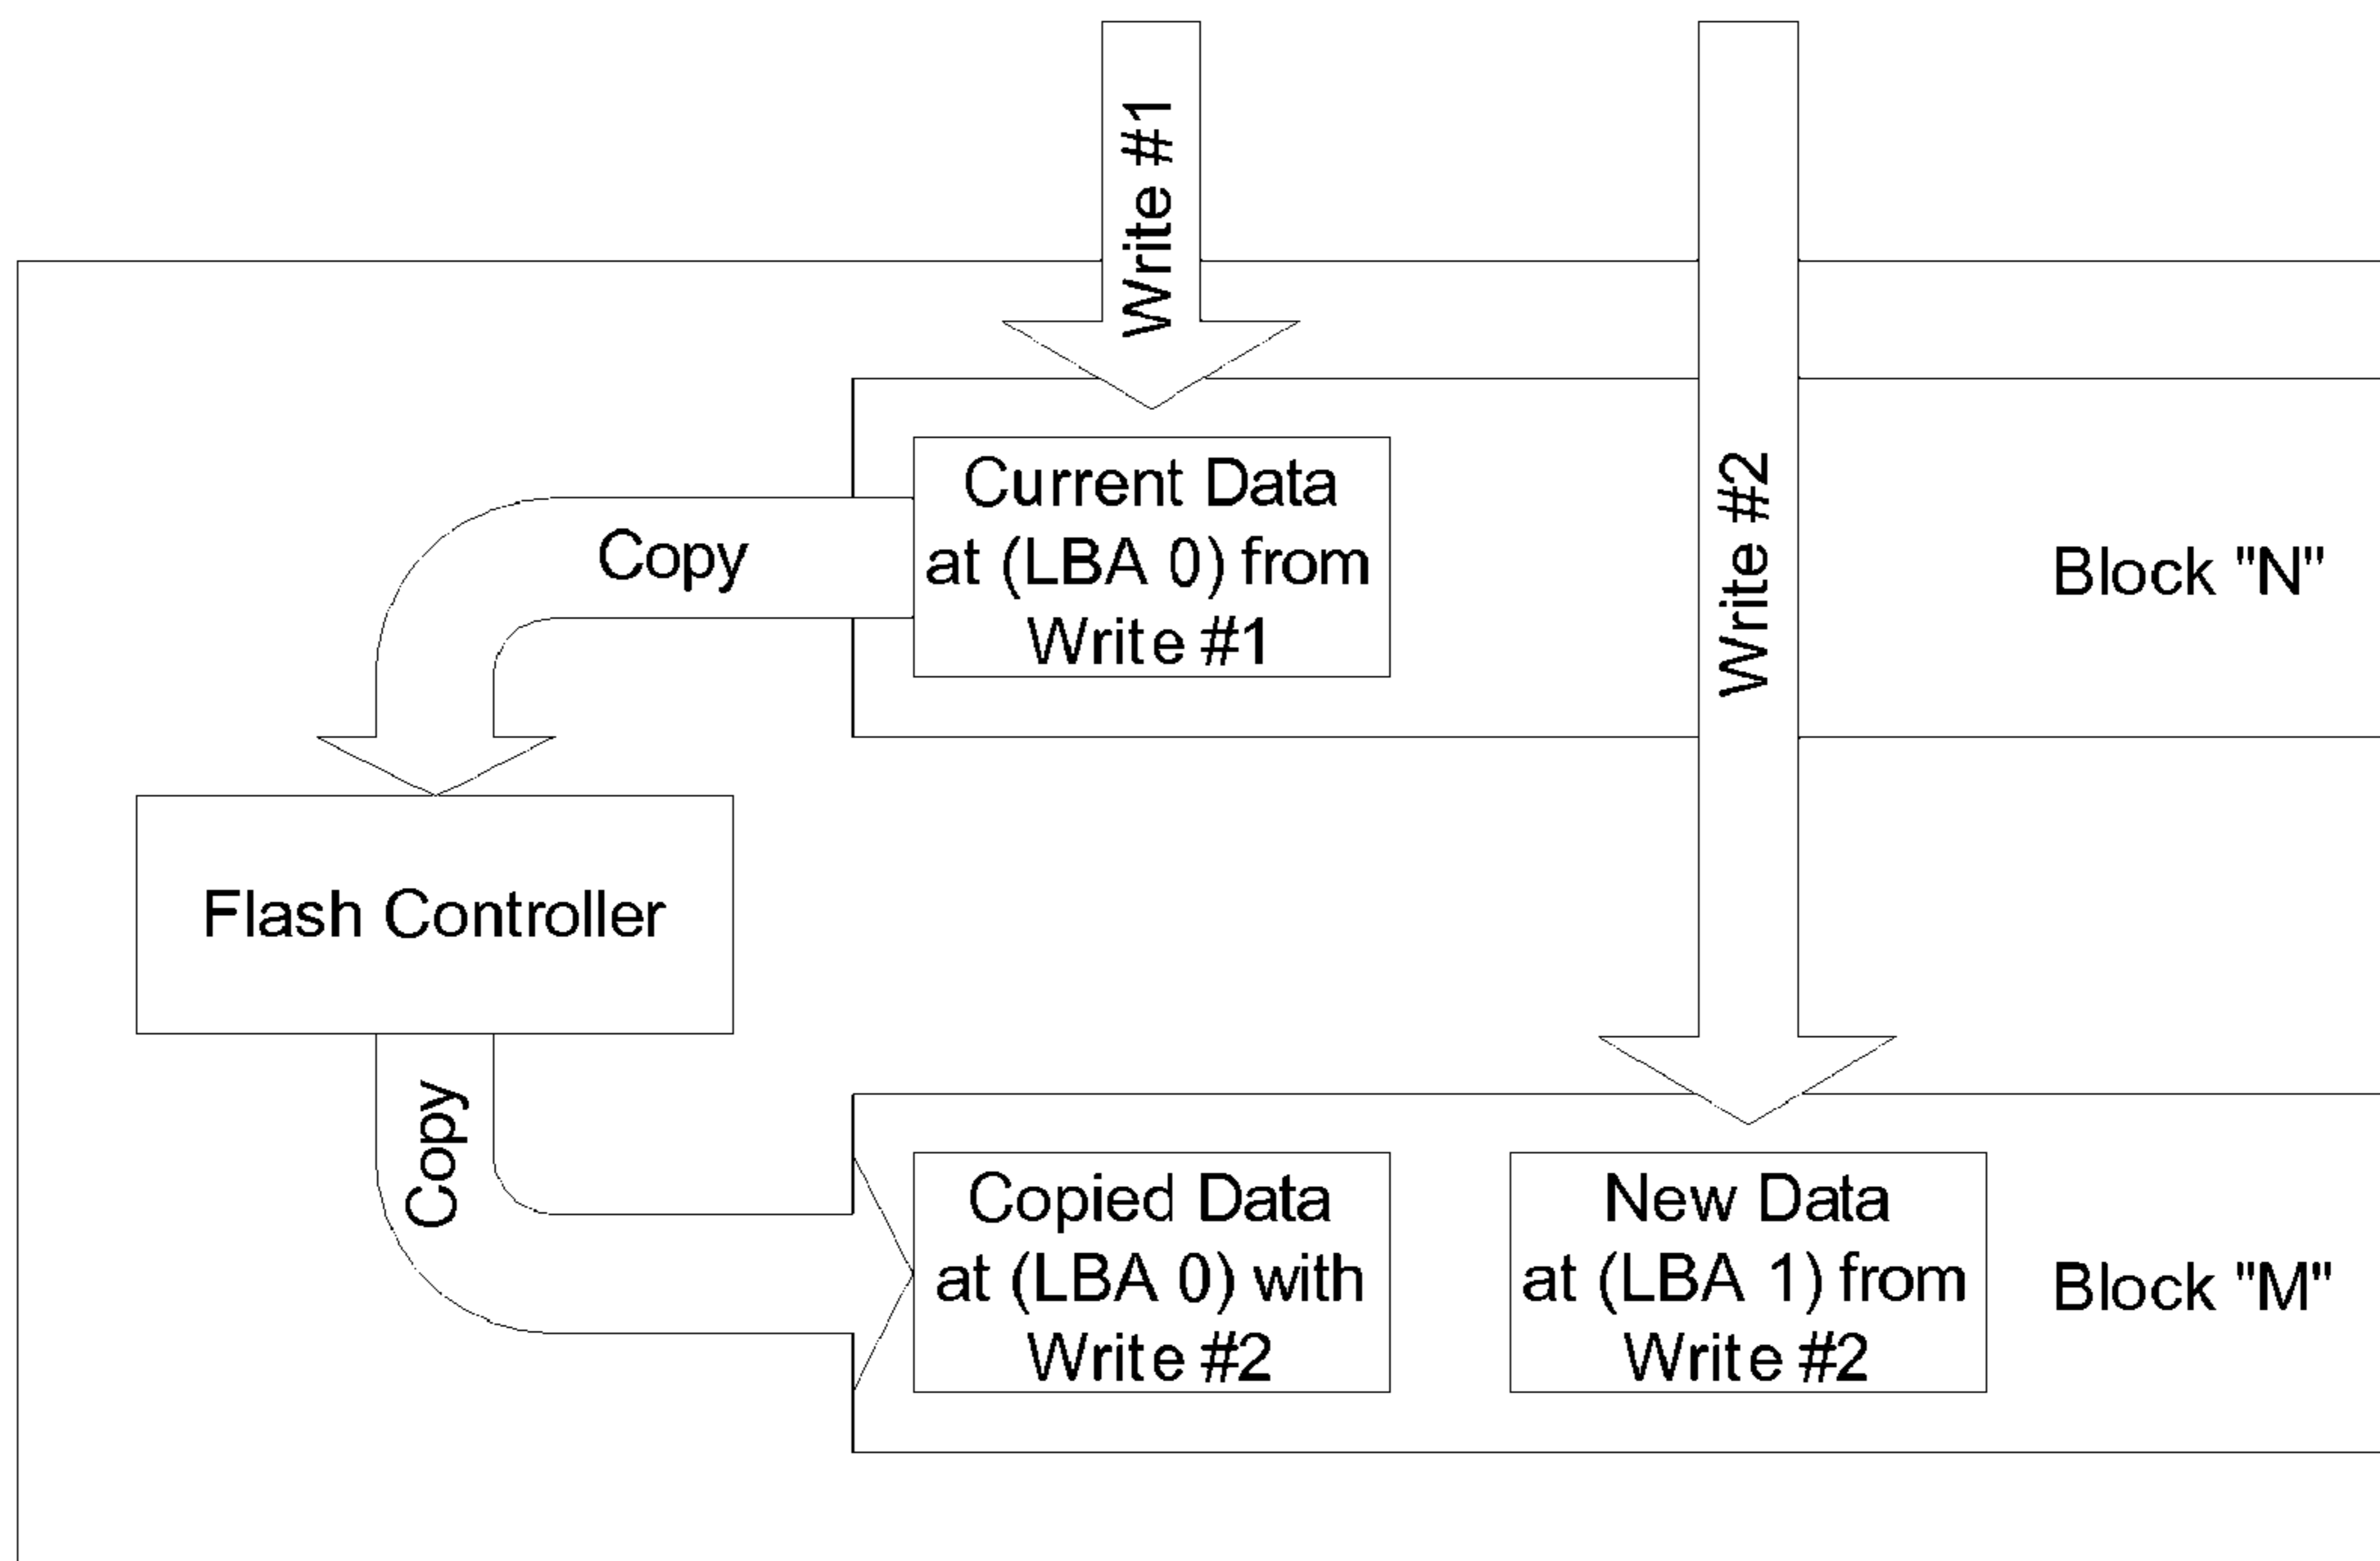 Write #1
Write #2
Current Data
at (LBA 0) from
Write #1
Block "N"
Copy
Flash Controller
Copy
Copied Data
at (LBA 0) with
Write #2
New Data
at (LBA 1) from
Write #2
Block "M"